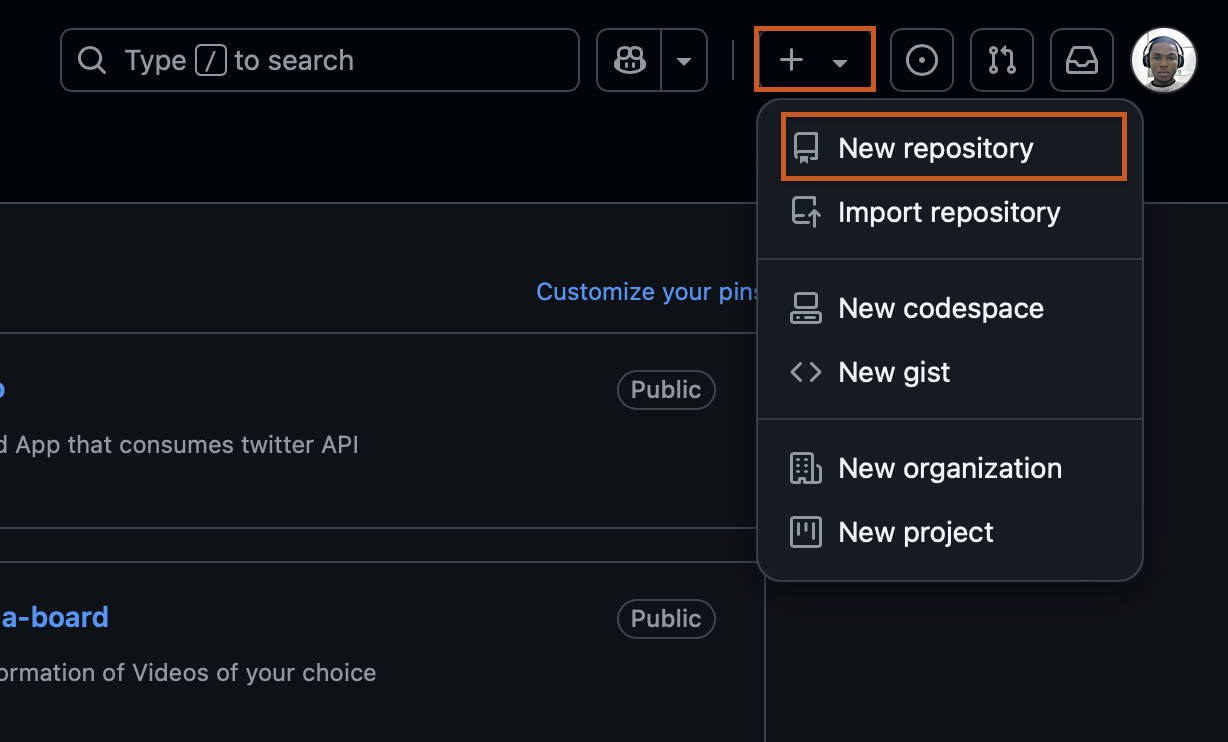 Type / to search
New repository
Import repository
Customize your pins
New codespace
New gist
Public
d App that consumes twitter API
New organization
New project
a-board
Public
ormation of Videos of your choice